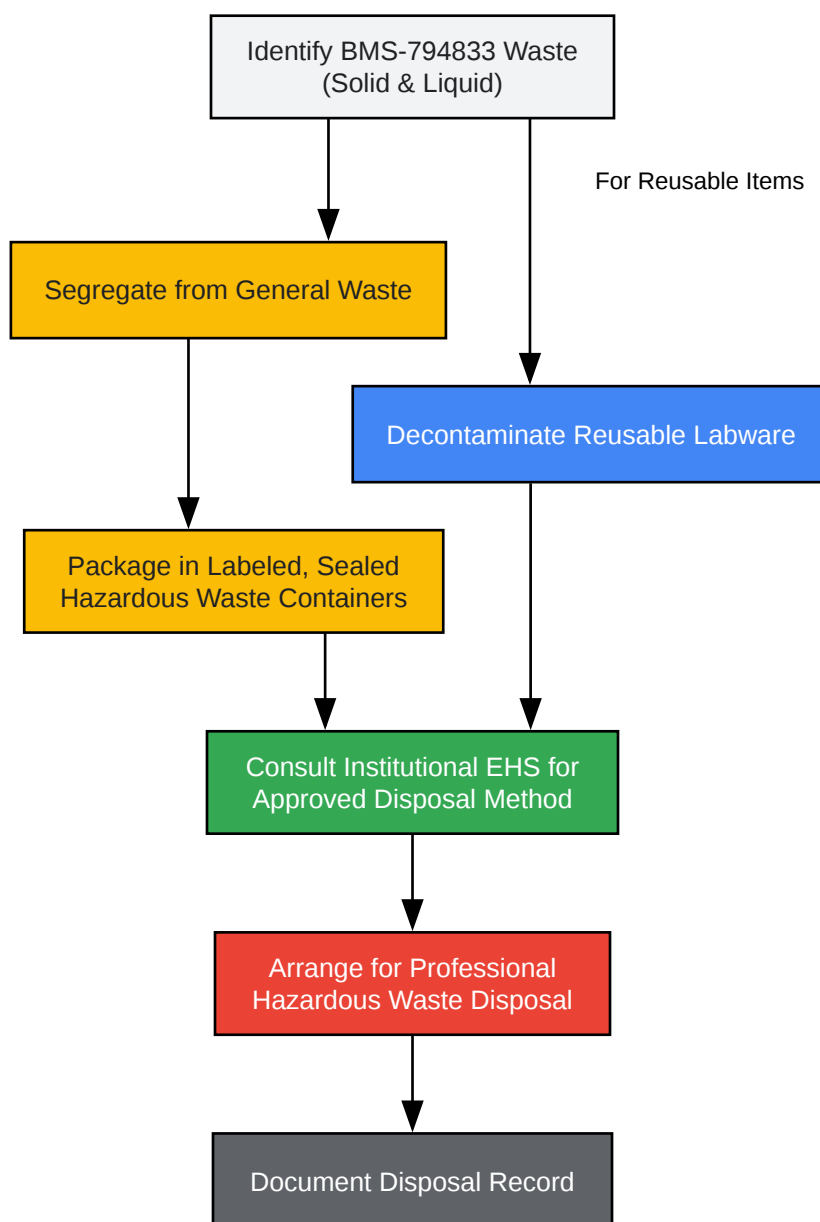 Identify BMS-794833 Waste
(Solid & Liquid)
For Reusable Items
Segregate from General Waste
Decontaminate Reusable Labware
Package in Labeled, Sealed
Hazardous Waste Containers
Consult Institutional EHS for
Approved Disposal Method
Arrange for Professional
Hazardous Waste Disposal
Document Disposal Record